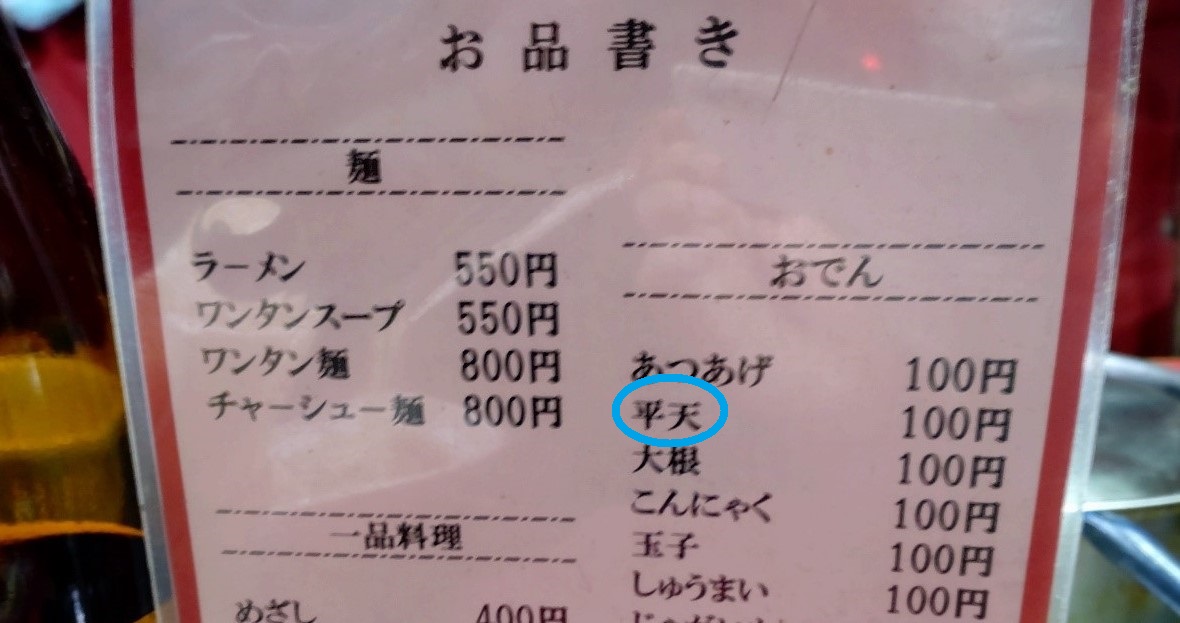 お品書き
麺
ラーメン 550円
ワンタンスープ 550円
ワンタン麺 800円
チャーシュー麺 800円
一品料理
めざし 400円
おでん
あつあげ 100円
平天 100円
大根 100円
こんにゃく 100円
玉子 100円
しゅうまい 100円